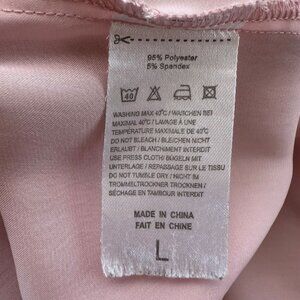 95% Polyester
5% Spandex
40
WASHING MAX 40°C / WASCHEN BEI
MAXIMAL 40°C / LAVAGE À UNE
TEMPÉRATURE MAXIMALE DE 40°C
DO NOT BLEACH / BLEICHEN NICHT
ERLAUBT / BLANCHIMENT INTERDIT
USE PRESS CLOTH/ BÜGELN MIT
UNTERLAGE / REPASSAGE SUR LE TISSU
DO NOT TUMBLE DRY / NICHT IM
TROMMELTROCKNER TROCKNEN /
SÉCHAGE EN TAMBOUR INTERDIT
MADE IN CHINA
FAIT EN CHINE
L